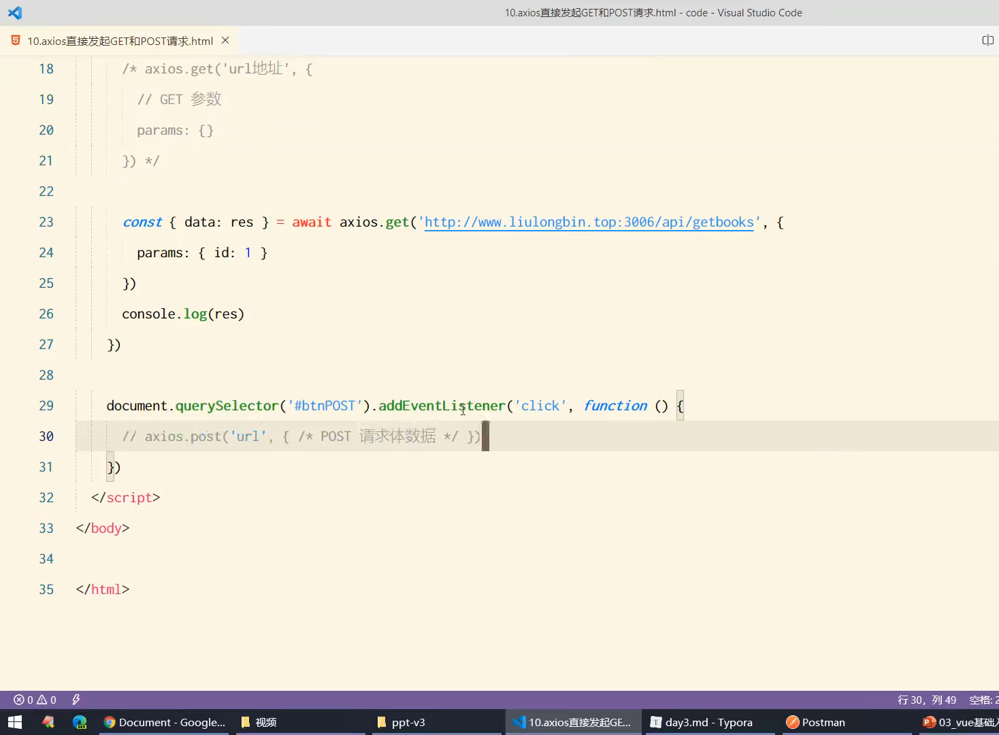 10.axios直接发起GET和POST请求.html - code - Visual Studio Code
10.axios直接发起GET和POST请求.html ×
18 /* axios.get('url地址', {
19 // GET 参数
20 params: {}
21 }) */
22
23 const { data: res } = await axios.get('http://www.liulongbin.top:3006/api/getbooks', {
24 params: { id: 1 }
25 })
26 console.log(res)
27 })
28
29 document.querySelector('#btnPOST').addEventListener('click', function () {
30 // axios.post('url', { /* POST 请求体数据 */ })
31 })
32 </script>
33 </body>
34
35 </html>
0 0 行 30，列 49 空格:
Document - Google... 视频 ppt-v3 10.axios直接发起GE... day3.md - Typora Postman 03_vue基础